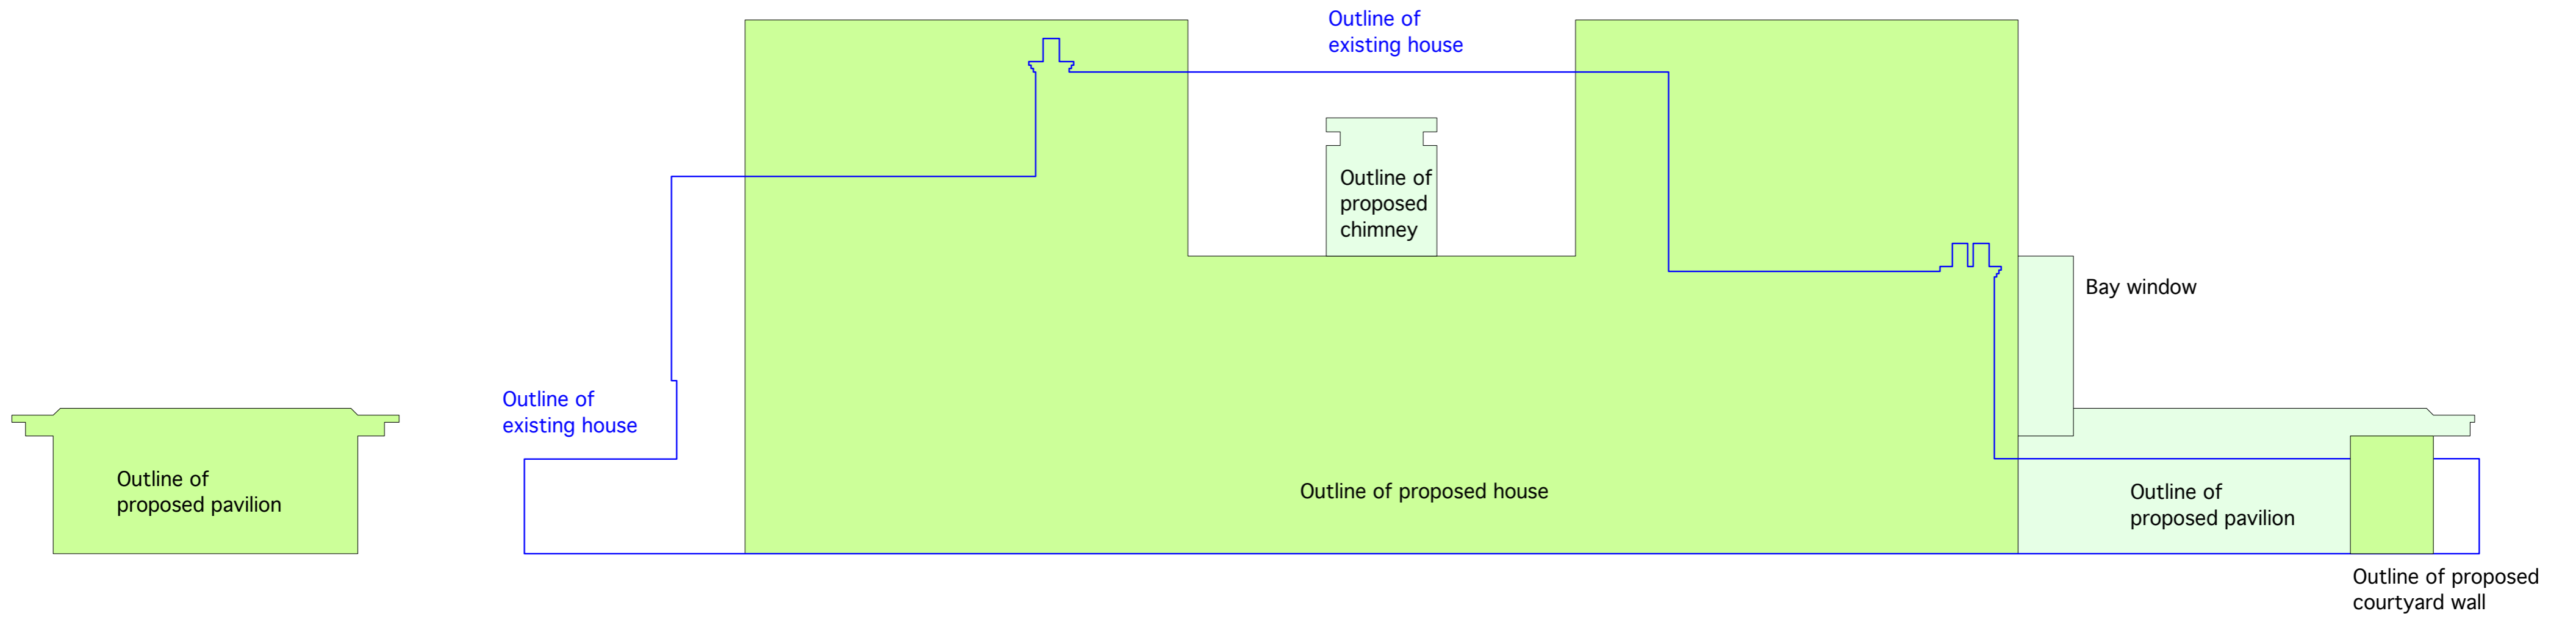 Outline of
existing house
Outline of
proposed
chimney
Bay window
Outline of
existing house
Outline of
proposed pavilion
Outline of proposed house
Outline of
proposed pavilion
Outline of proposed
courtyard wall